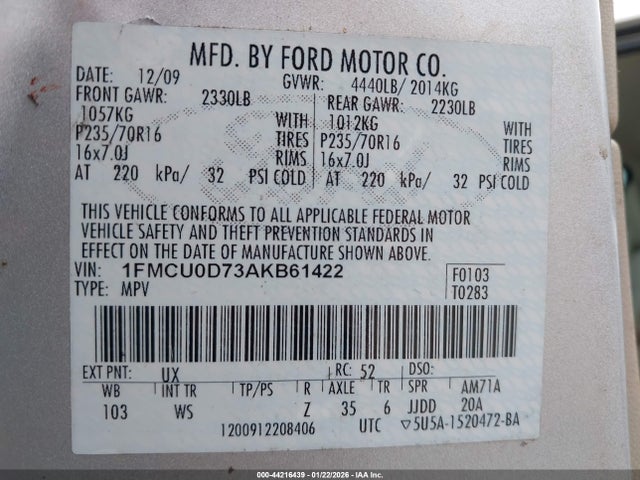 MFD. BY FORD MOTOR CO.
DATE: 12/09 GVWR: 4440LB/ 2014KG
FRONT GAWR: 2330LB REAR GAWR: 2230LB
1057KG WITH 1012KG WITH
P235/70R16 TIRES P235/70R16 TIRES
16x7.0J RIMS 16x7.0J RIMS
AT 220 kPa/ 32 PSI COLD AT 220 kPa/ 32 PSI COLD
THIS VEHICLE CONFORMS TO ALL APPLICABLE FEDERAL MOTOR
VEHICLE SAFETY AND THEFT PREVENTION STANDARDS IN
EFFECT ON THE DATE OF MANUFACTURE SHOWN ABOVE.
VIN: 1FMCU0D73AKB61422 F0103
TYPE: MPV T0283
EXT PNT: UX RC: 52 DSO:
WB INT TR TP/PS R AXLE TR SPR AM71A
103 WS Z 35 6 JJDD 20A
1200912208406 UTC ▽5U5A-1520472-BA
000-44216439 - 01/22/2026 - IAA Inc.